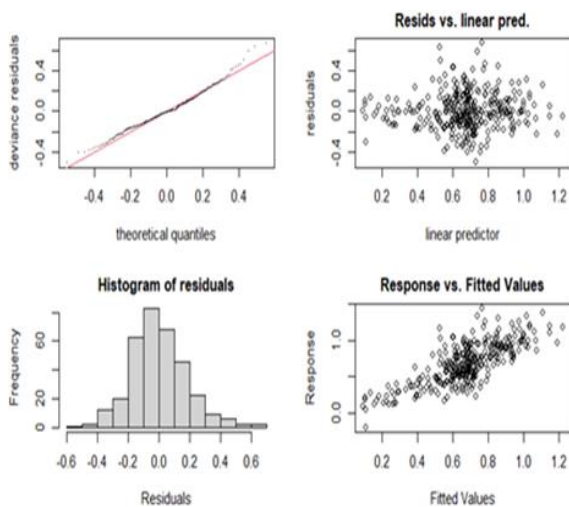 deviance residuals
-0.4 0.0 0.4
-0.4 -0.2 0.0 0.2 0.4
theoretical quantiles
Resids vs. linear pred.
residuals
-0.4 0.0 0.4
0.2 0.4 0.6 0.8 1.0 1.2
linear predictor
Histogram of residuals
Frequency
0 20 60
-0.6 -0.4 -0.2 0.0 0.2 0.4 0.6
Residuals
Response vs. Fitted Values
Response
0.0 1.0
0.2 0.4 0.6 0.8 1.0 1.2
Fitted Values